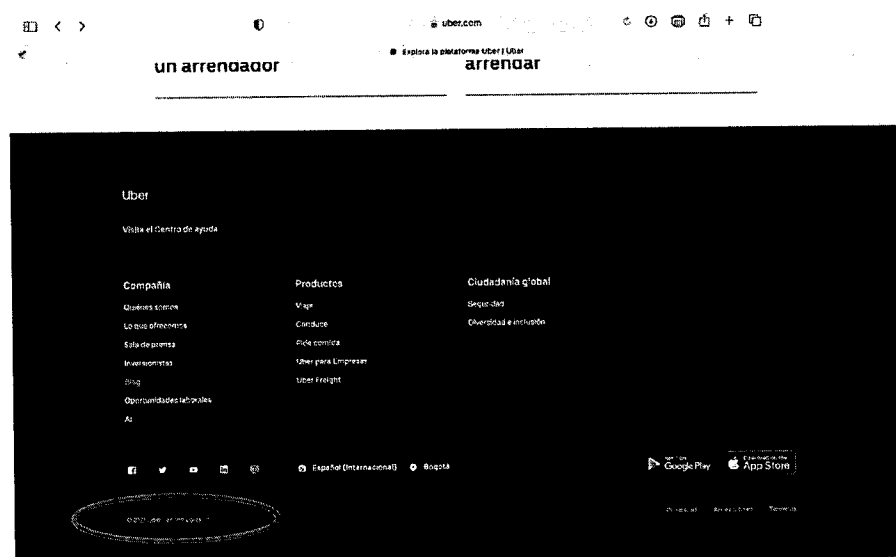 uber.com
Explora la plataforma Uber | Uber
un arrendador
arrendar
Uber
Visita el Centro de ayuda
Compañía
Productos
Ciudadanía global
Quiénes somos
Viaje
Seguridad
Lo que ofrecemos
Conduce
Diversidad e inclusión
Sala de prensa
Pide comida
Inversionistas
Uber para Empresas
Blog
Uber Freight
Oportunidades laborales
AI
Español (Internacional)
Bogotá
Google Play
App Store